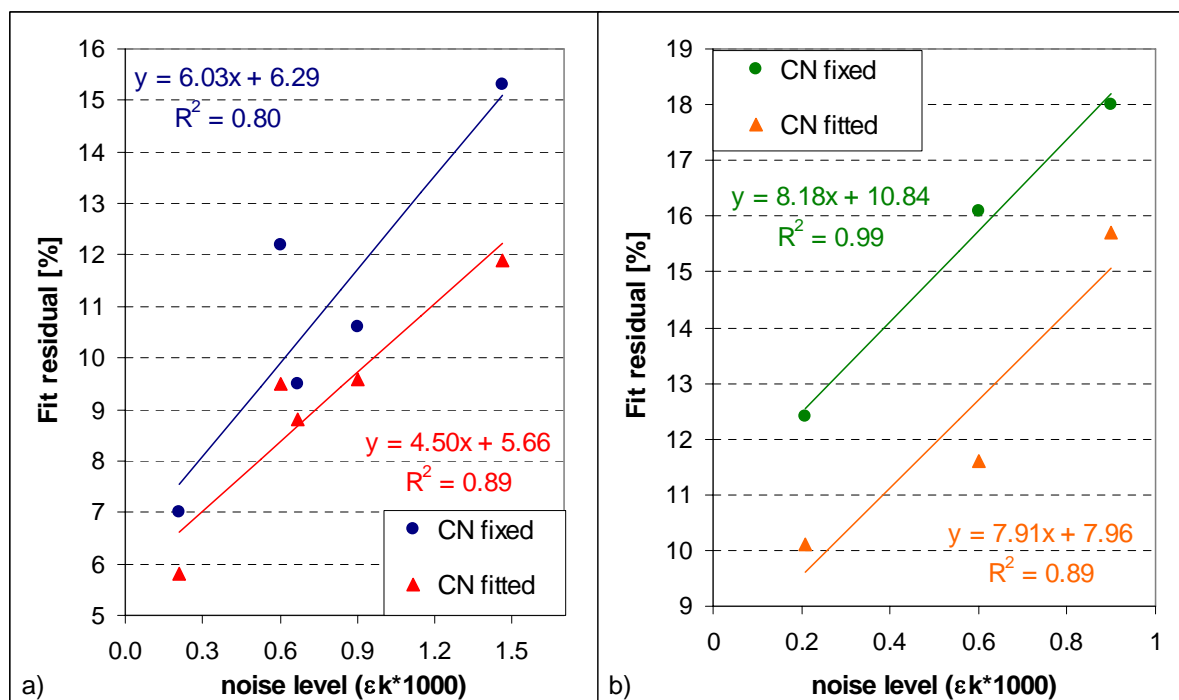 16
15
14
13
12
11
10
9
8
7
6
5
Fit residual [%]
y = 6.03x + 6.29
R² = 0.80
y = 4.50x + 5.66
R² = 0.89
CN fixed
CN fitted
0.0 0.3 0.6 0.9 1.2 1.5
a) noise level (εk*1000)
19
18
17
16
15
14
13
12
11
10
9
Fit residual [%]
CN fixed
CN fitted
y = 8.18x + 10.84
R² = 0.99
y = 7.91x + 7.96
R² = 0.89
0 0.2 0.4 0.6 0.8 1
b) noise level (εk*1000)